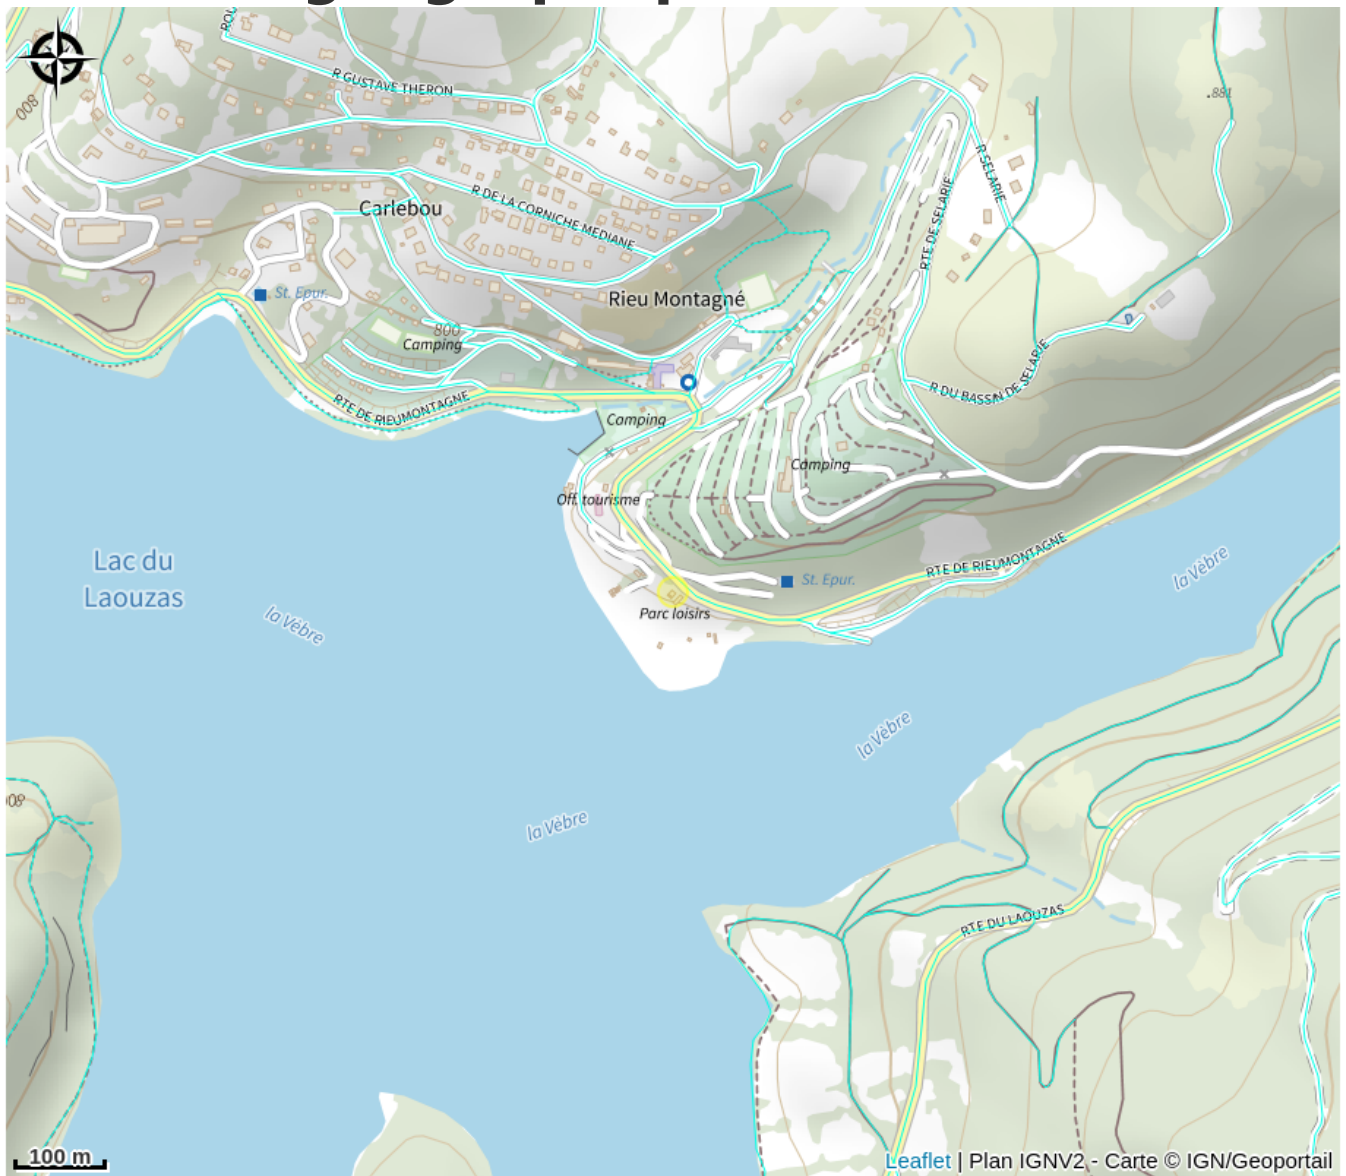 ROU
R GUSTAVE THERON
800
.881
R SELARIE
R DE LA CORNICHE MEDIANE
Carlebou
RTE DE SELARIE
St. Epur.
Rieu Montagné
800
Camping
R DU BASSIN DE SELARIE
RTE DE RIEUMONTAGNE
Camping
Camping
Off. tourisme
RTE DE RIEUMONTAGNE
Lac du
Laouzas
la Vèbre
St. Epur.
la Vèbre
Parc loisirs
la Vèbre
la Vèbre
RTE DU LAOUZAS
100 m
Leaflet | Plan IGNV2 - Carte © IGN/Geoportail